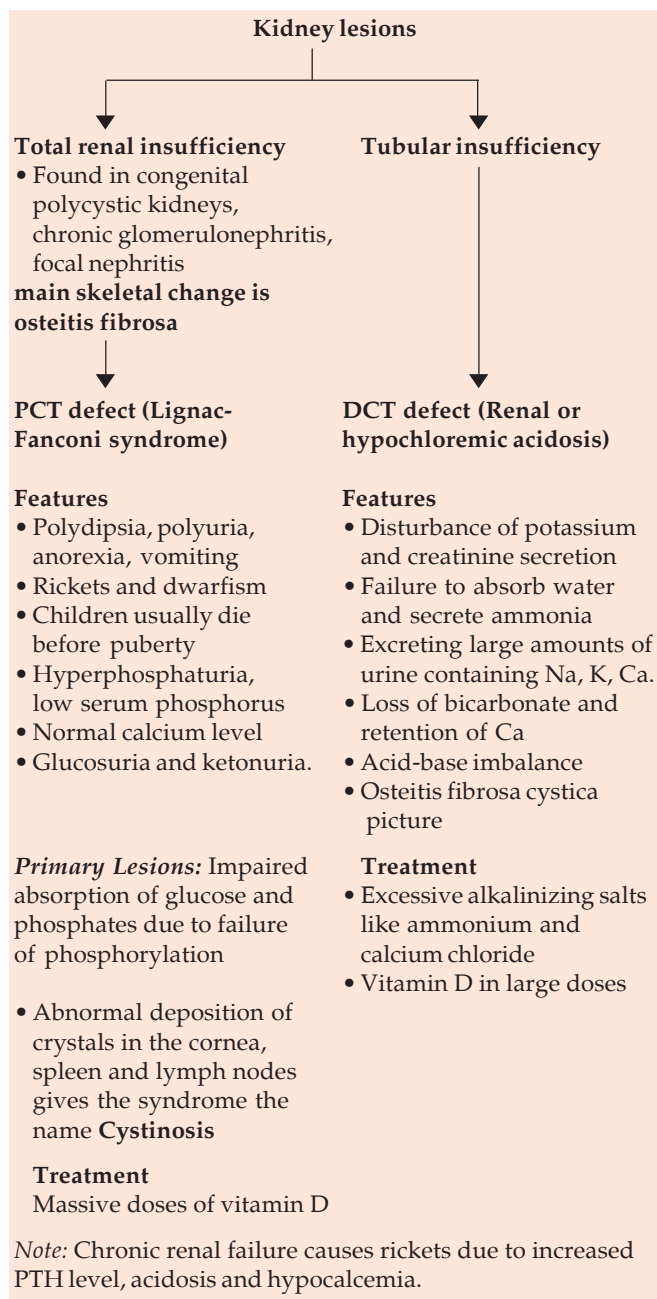 Kidney lesions
Total renal insufficiency
• Found in congenital
polycystic kidneys,
chronic glomerulonephritis,
focal nephritis
main skeletal change is
osteitis fibrosa
PCT defect (Lignac-
Fanconi syndrome)
Features
• Polydipsia, polyuria,
anorexia, vomiting
• Rickets and dwarfism
• Children usually die
before puberty
• Hyperphosphaturia,
low serum phosphorus
• Normal calcium level
• Glucosuria and ketonuria.
Primary Lesions: Impaired
absorption of glucose and
phosphates due to failure
of phosphorylation
• Abnormal deposition of
crystals in the cornea,
spleen and lymph nodes
gives the syndrome the
name Cystinosis
Treatment
Massive doses of vitamin D
Tubular insufficiency
DCT defect (Renal or
hypochloremic acidosis)
Features
• Disturbance of potassium
and creatinine secretion
• Failure to absorb water
and secrete ammonia
• Excreting large amounts of
urine containing Na, K, Ca.
• Loss of bicarbonate and
retention of Ca
• Acid-base imbalance
• Osteitis fibrosa cystica
picture
Treatment
• Excessive alkalinizing salts
like ammonium and
calcium chloride
• Vitamin D in large doses
Note: Chronic renal failure causes rickets due to increased
PTH level, acidosis and hypocalcemia.